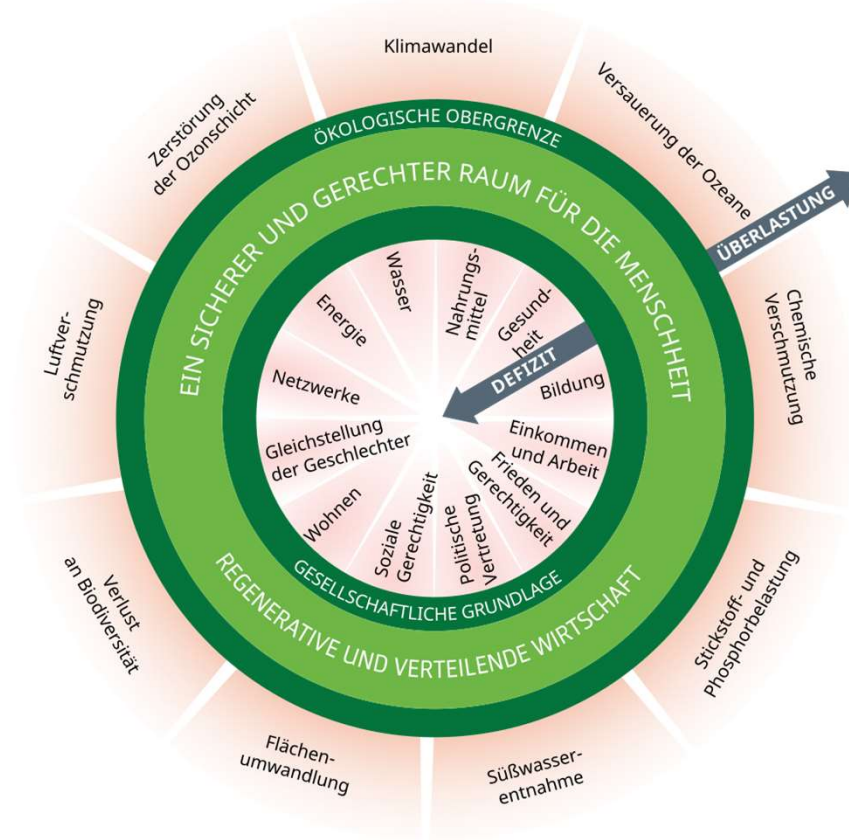 Klimawandel
Versauerung der Ozeane
ÜBERLASTUNG
Chemische
Verschmutzung
Stickstoff- und
Phosphorbelastung
Süßwasser-
entnahme
Flächen-
umwandlung
Verlust
an Biodiversität
Luftver-
schmutzung
Zerstörung
der Ozonschicht
ÖKOLOGISCHE OBERGRENZE
EIN SICHERER UND GERECHTER RAUM FÜR DIE MENSCHHEIT
Wasser
Nahrungs-
mittel
Gesund-
heit
DEFIZIT
Bildung
Einkommen
und Arbeit
Frieden und
Gerechtigkeit
Politische
Vertretung
Soziale
Gerechtigkeit
Wohnen
Gleichstellung
der Geschlechter
Netzwerke
Energie
GESELLSCHAFTLICHE GRUNDLAGE
REGENERATIVE UND VERTEILENDE WIRTSCHAFT